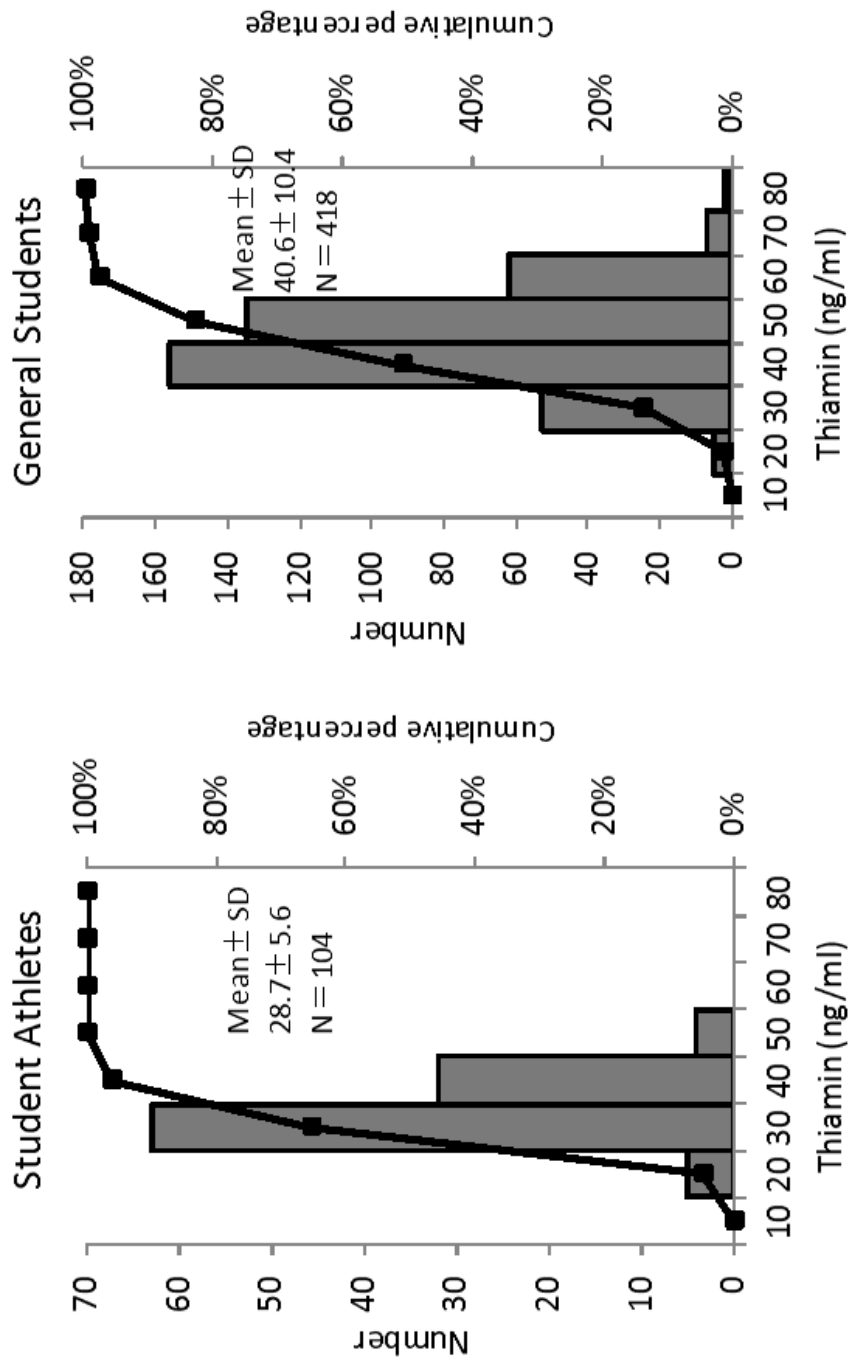 Student Athletes
Number
70
60
50
40
30
20
10
0
Mean ± SD
28.7 ± 5.6
N = 104
100%
80%
60%
40%
20%
0%
Cumulative percentage
10 20 30 40 50 60 70 80
Thiamin (ng/ml)
General Students
Number
180
160
140
120
100
80
60
40
20
0
Mean ± SD
40.6 ± 10.4
N = 418
100%
80%
60%
40%
20%
0%
Cumulative percentage
10 20 30 40 50 60 70 80
Thiamin (ng/ml)